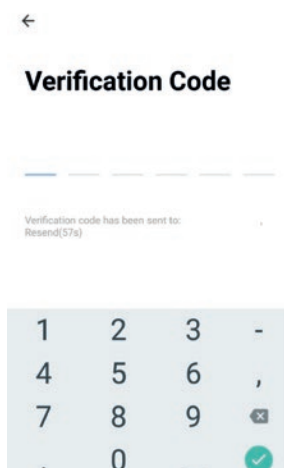 Verification Code
Verification code has been sent to:
Resend(57s)
1 2 3 -
4 5 6 ,
7 8 9
0